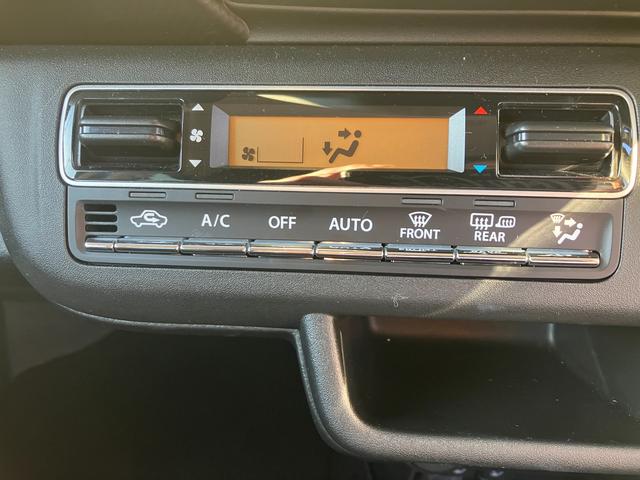 A/C OFF AUTO FRONT REAR